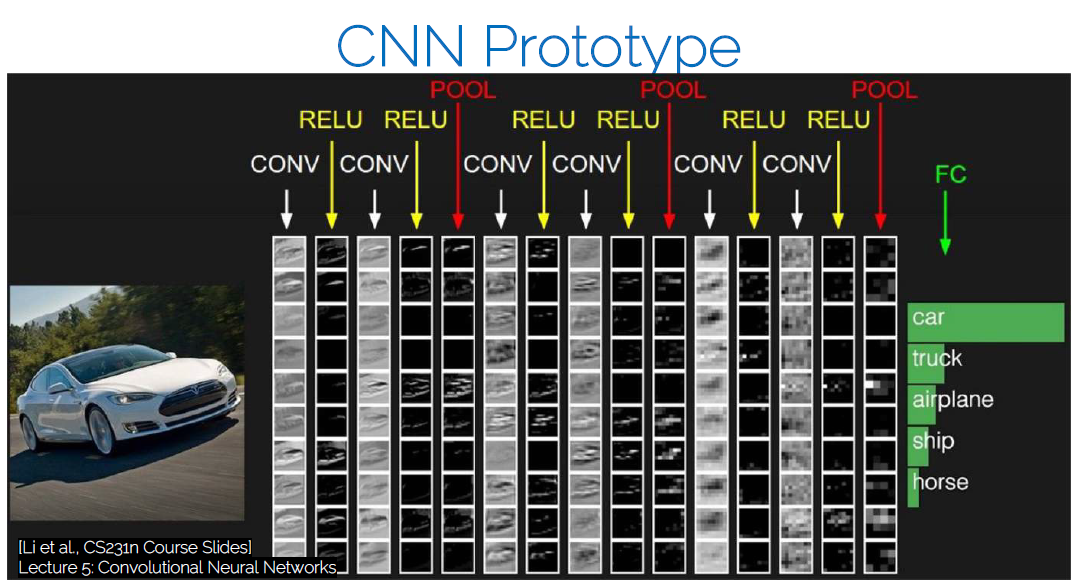 CNN Prototype
POOL POOL POOL
RELU RELU RELU RELU RELU RELU
CONV CONV CONV CONV CONV CONV
FC
car
truck
airplane
ship
horse
[Li et al., CS231n Course Slides]
Lecture 5: Convolutional Neural Networks